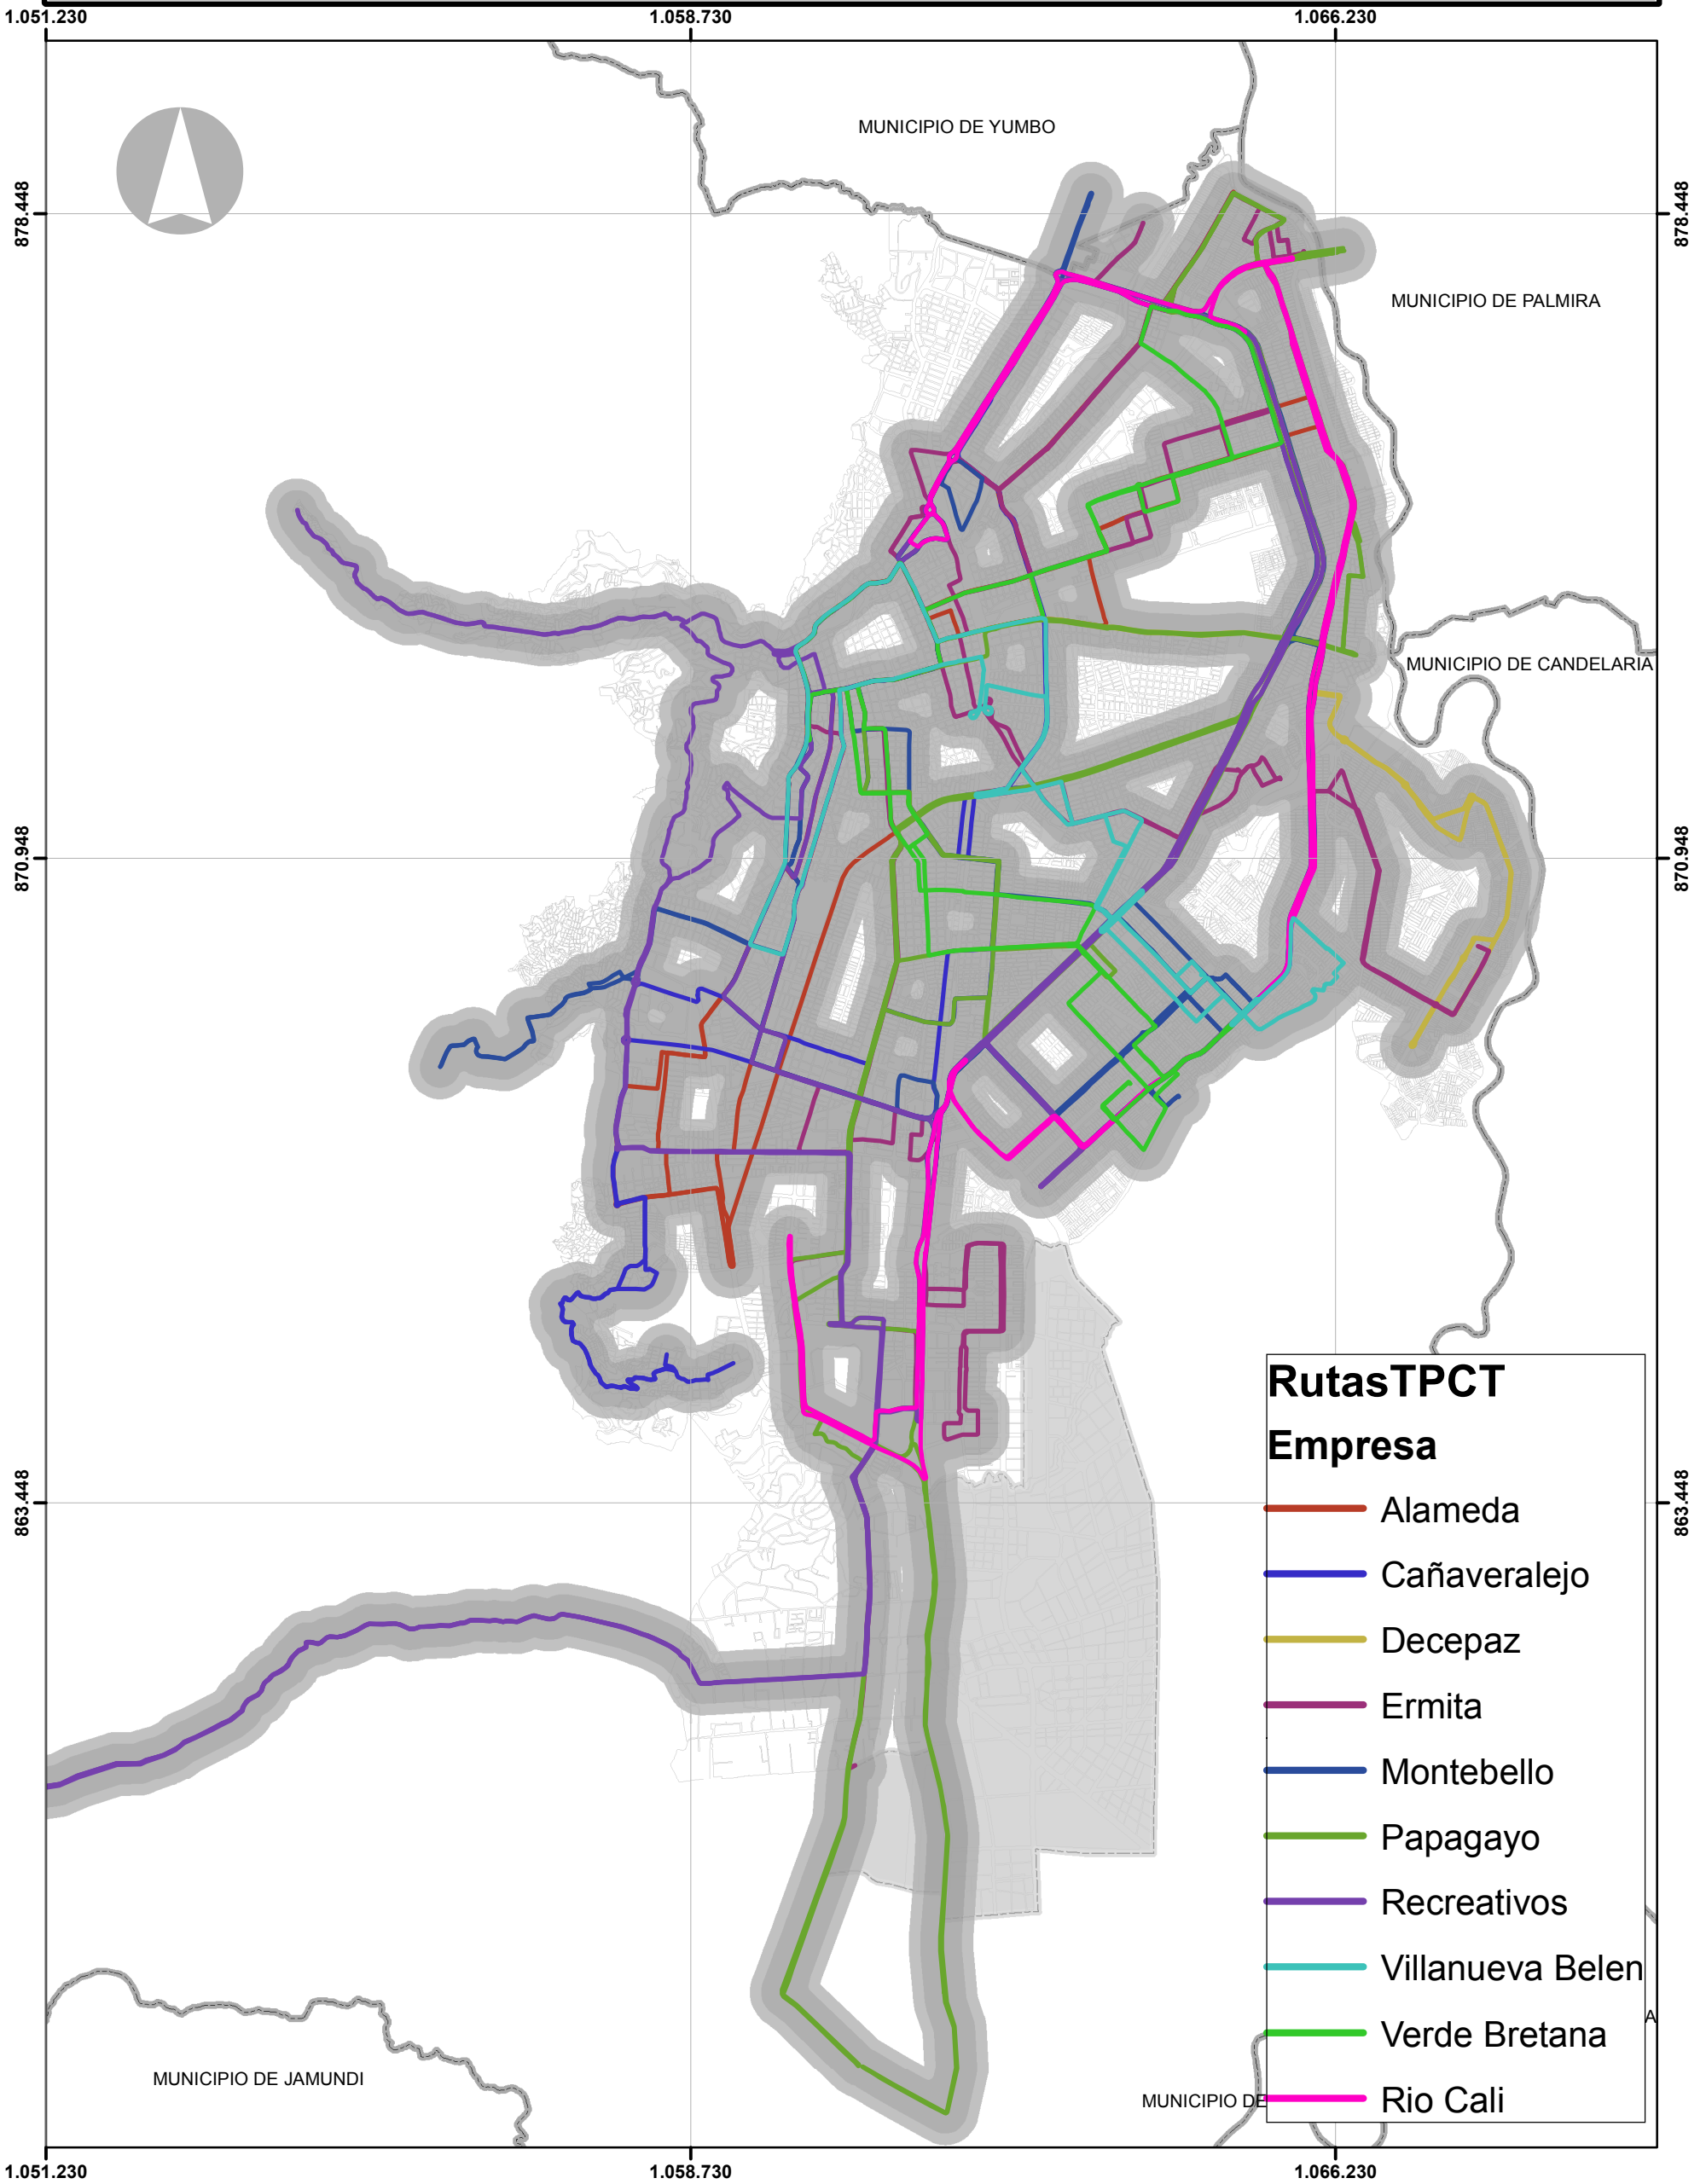 1.051.230 1.058.730 1.066.230
MUNICIPIO DE YUMBO
878.448 878.448
MUNICIPIO DE PALMIRA
MUNICIPIO DE CANDELARIA
870.948 870.948
RutasTPCT
Empresa
863.448 863.448
Alameda
Cañaveralejo
Decepaz
Ermita
Montebello
Papagayo
Recreativos
Villanueva Belen
A
Verde Bretana
MUNICIPIO DE JAMUNDI
MUNICIPIO DE
Rio Cali
1.051.230 1.058.730 1.066.230